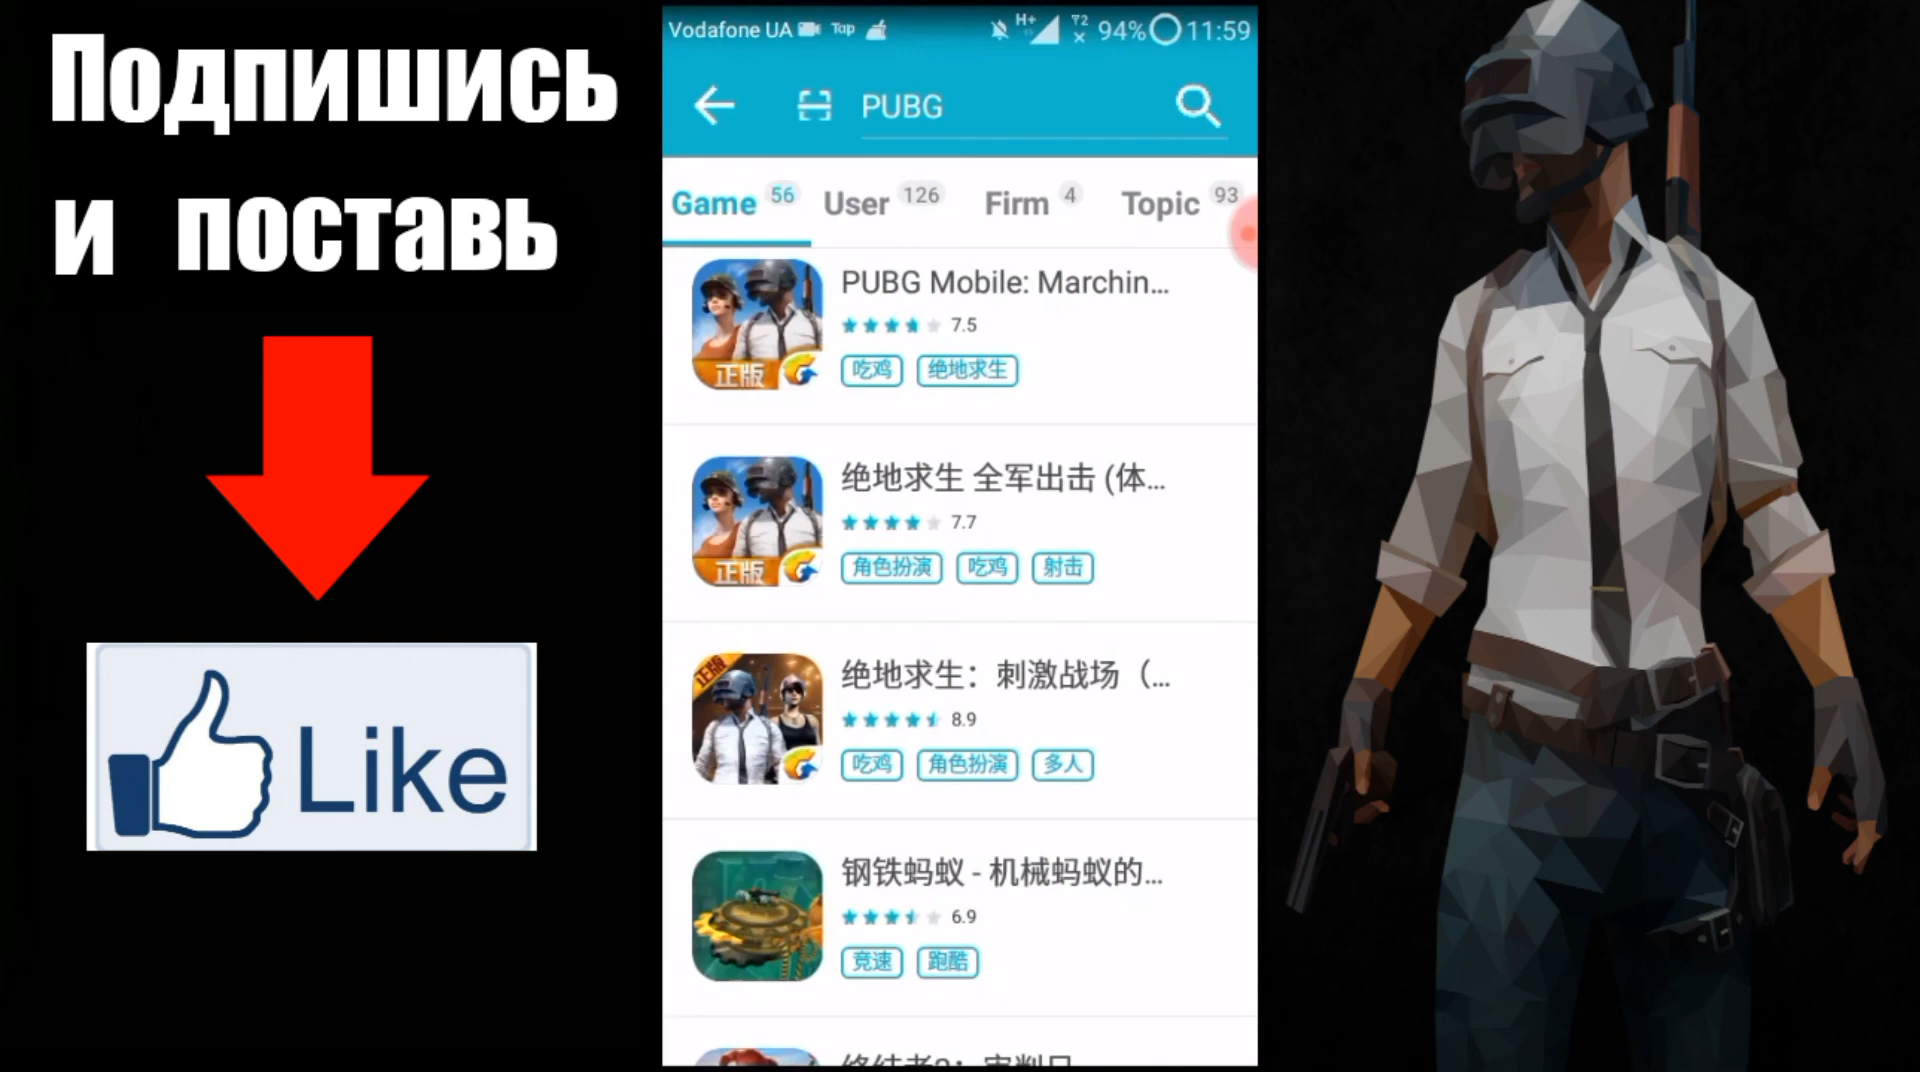 Подпишись
и поставь
Like
Vodafone UA Tap H+ 94% 11:59
PUBG
Game 56 User 126 Firm 4 Topic 93
PUBG Mobile: Marchin...
7.5
吃鸡 绝地求生
正版
绝地求生 全军出击 (体...
7.7
角色扮演 吃鸡 射击
正版
绝地求生：刺激战场（...
8.9
吃鸡 角色扮演 多人
正版
钢铁蚂蚁 - 机械蚂蚁的...
6.9
竞速 跑酷